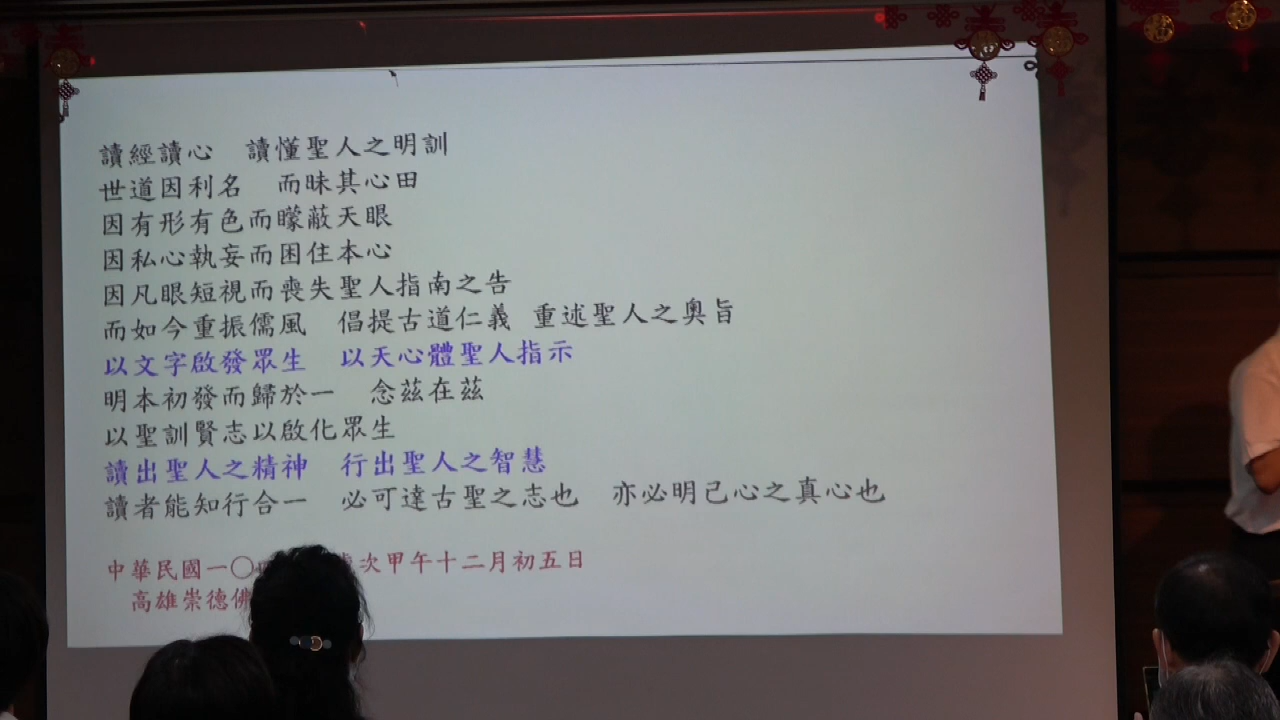 讀經讀心　讀懂聖人之明訓
世道因利名　而昧其心田
因有形有色而矇蔽天眼
因私心執妄而困住本心
因凡眼短視而喪失聖人指南之告
而如今重振儒風　倡提古道仁義　重述聖人之奧旨
以文字啟發眾生　以天心體聖人指示
明本初發而歸於一　念茲在茲
以聖訓賢志以啟化眾生
讀出聖人之精神　行出聖人之智慧
讀者能知行合一　必可達古聖之志也　亦必明己心之真心也
中華民國一〇 歲次甲午十二月初五日
高雄崇德佛